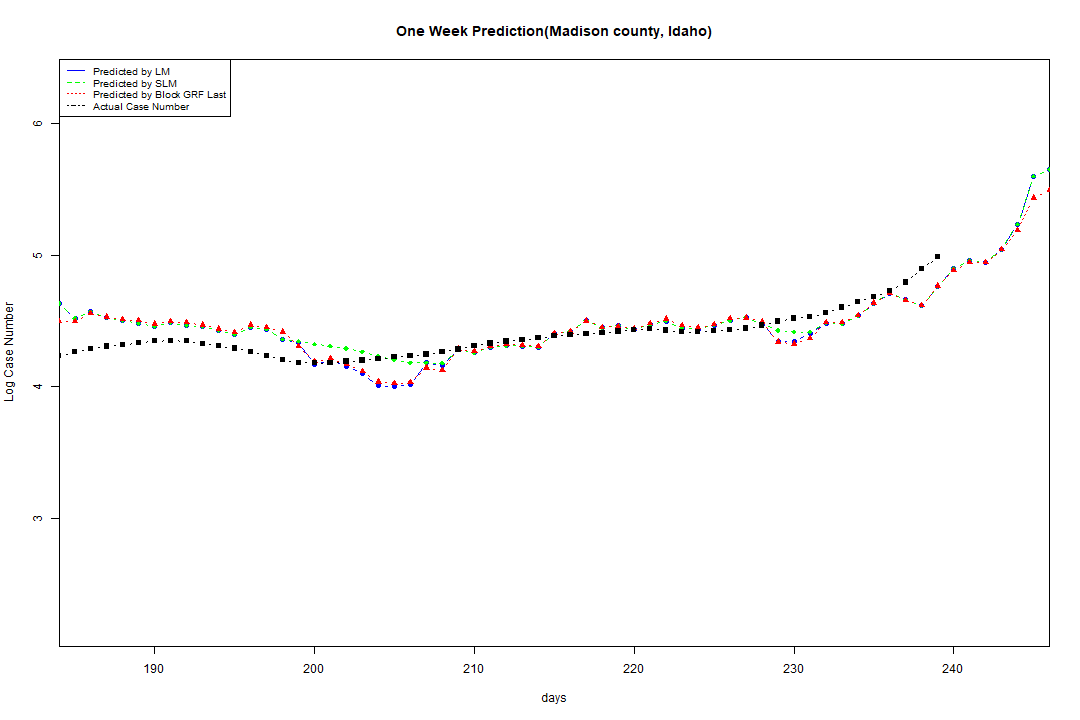 One Week Prediction(Madison county, Idaho)
Predicted by LM
Predicted by SLM
Predicted by Block GRF Last
Actual Case Number
6
5
4
3
Log Case Number
190 200 210 220 230 240
days